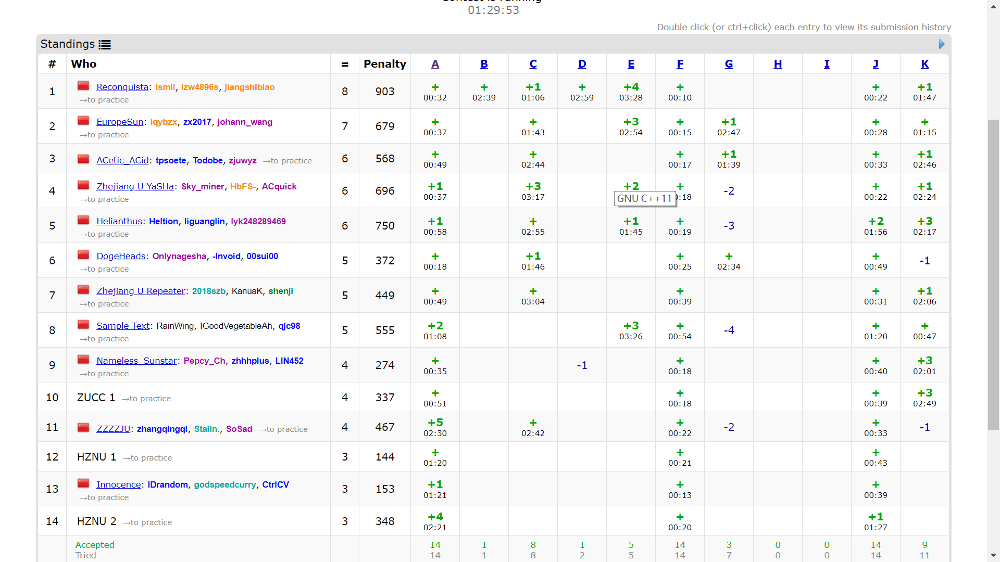 Contest is running
01:29:53
Double click (or ctrl+click) each entry to view its submission history
Standings
# Who = Penalty A B C D E F G H I J K
1 Reconquista: lsmll, lzw4896s, jiangshibiao 8 903 + + +1 + +4 + + +1
→to practice 00:32 02:39 01:06 02:59 03:28 00:10 00:22 01:47
2 EuropeSun: lqybzx, zx2017, johann_wang 7 679 + + +3 + +1 + +
→to practice 00:37 01:43 02:54 00:15 02:47 00:28 01:15
3 ACetic_ACid: tpsoete, Todobe, zjuwyz →to practice 6 568 + + + +1 + +1
00:49 02:44 00:17 01:39 00:33 02:46
4 Zhejiang U YaSHa: Sky_miner, HbFS-, ACquick 6 696 +1 +3 +2 + -2 + +1
→to practice 00:37 03:17 GNU C++11 :18 00:22 02:24
5 Helianthus: Heltion, liguanglin, lyk248289469 6 750 +1 + +1 + -3 +2 +3
→to practice 00:58 02:55 01:45 00:19 01:56 02:17
6 DogeHeads: Onlynagesha, -Invoid, 00sui00 5 372 + +1 + + + -1
→to practice 00:18 01:46 00:25 02:34 00:49
7 Zhejiang U Repeater: 2018szb, KanuaK, shenji 5 449 + + + + +1
→to practice 00:49 03:04 00:39 00:31 02:06
8 Sample Text: RainWing, IGoodVegetableAh, qjc98 5 555 +2 +3 + -4 + +
→to practice 01:08 03:26 00:54 01:20 00:47
9 Nameless_Sunstar: Pepcy_Ch, zhhhplus, LIN452 4 274 + -1 + + +3
→to practice 00:35 00:18 00:40 02:01
10 ZUCC 1 →to practice 4 337 + + + +3
00:51 00:18 00:39 02:49
11 ZZZZJU: zhangqingqi, Stalin., SoSad →to practice 4 467 +5 + + -2 + -1
02:30 02:42 00:22 00:33
12 HZNU 1 →to practice 3 144 + + +
01:20 00:21 00:43
13 Innocence: IDrandom, godspeedcurry, CtrlCV 3 153 +1 + +
→to practice 01:21 00:13 00:39
14 HZNU 2 →to practice 3 348 +4 + +1
02:21 00:20 01:27
Accepted 14 1 8 1 5 14 3 0 0 14 9
Tried 14 1 8 2 5 14 7 0 0 14 11